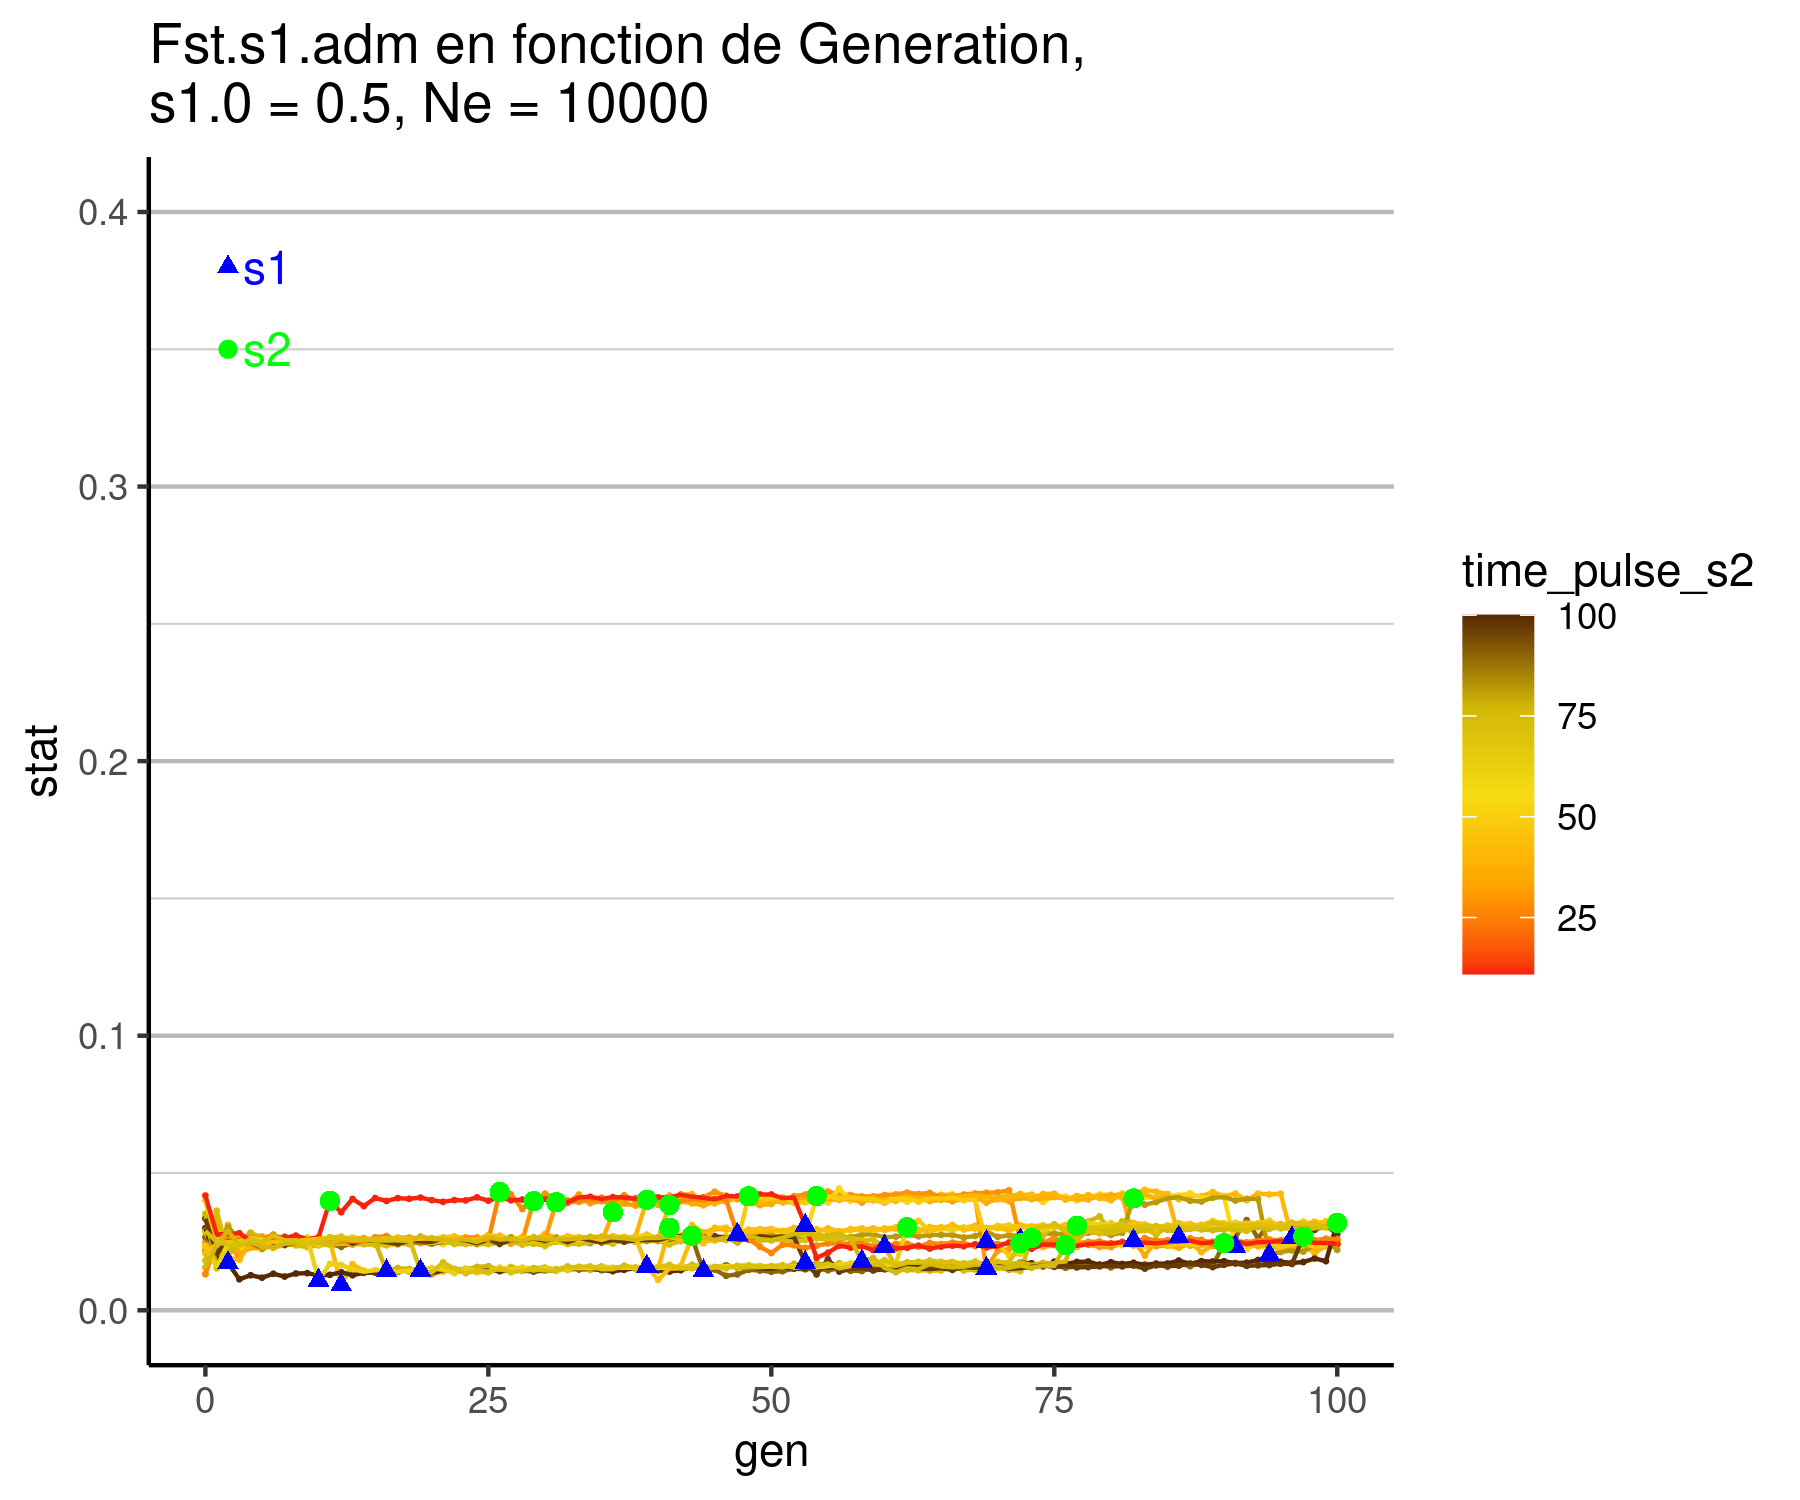 Fst.s1.adm en fonction de Generation,
s1.0 = 0.5, Ne = 10000
0.4
s1
s2
0.3
0.2
0.1
0.0
stat
0
25
50
75
100
gen
time_pulse_s2
100
75
50
25